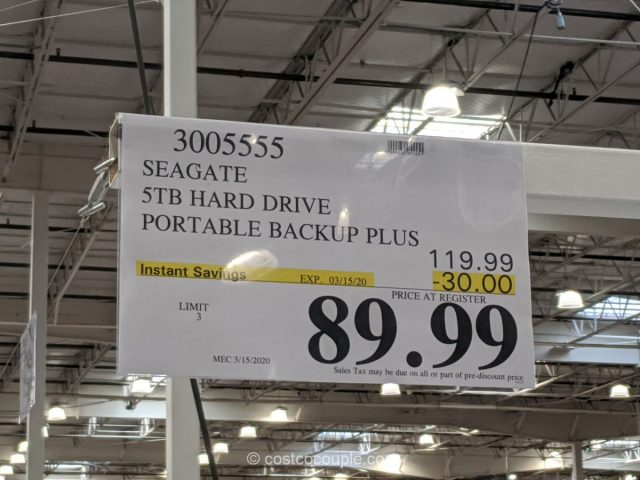 3005555
SEAGATE
5TB HARD DRIVE
PORTABLE BACKUP PLUS
119.99
Instant Savings EXP. 03/15/20 -30.00
PRICE AT REGISTER
LIMIT
3
89.99
MEC 3/15/2020
Sales Tax may be due on all or part of pre-discount price
© costcocouple.com